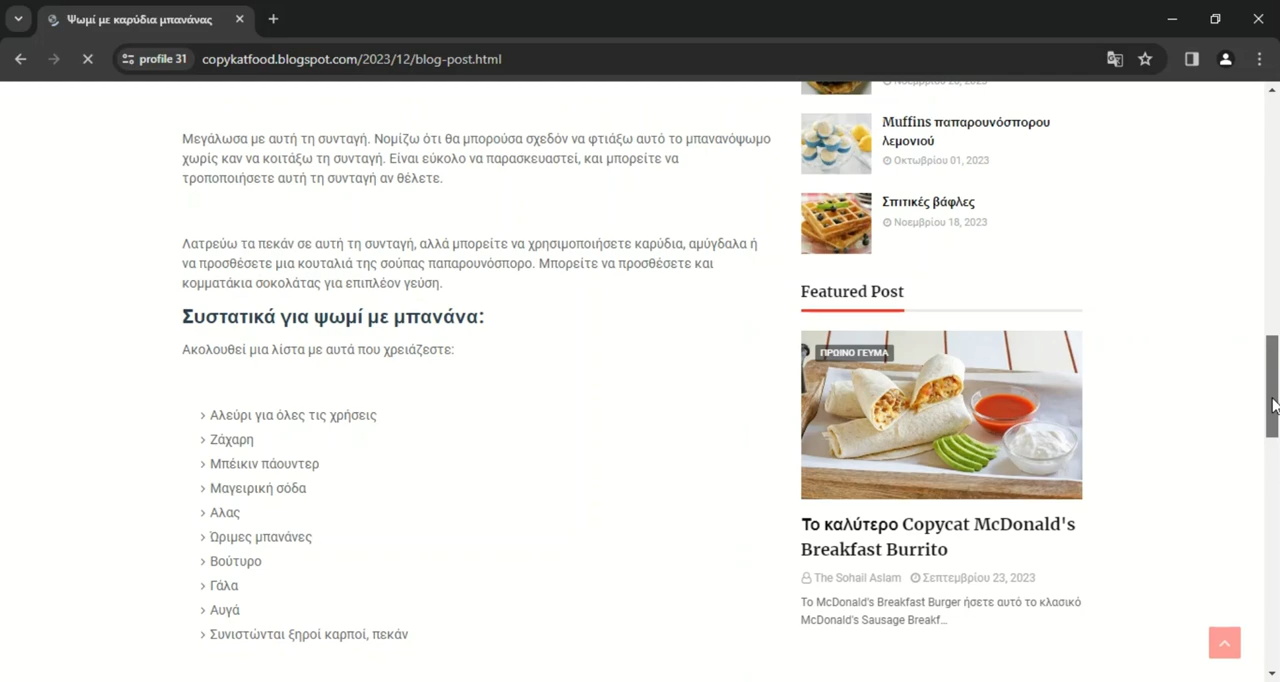 Ψωμί με καρύδια μπανάνας
profile 31
copykatfood.blogspot.com/2023/12/blog-post.html
Μεγάλωσα με αυτή τη συνταγή. Νομίζω ότι θα μπορούσα σχεδόν να φτιάξω αυτό το μπανανόψωμο
χωρίς καν να κοιτάξω τη συνταγή. Είναι εύκολο να παρασκευαστεί, και μπορείτε να
τροποποιήσετε αυτή τη συνταγή αν θέλετε.
Λατρεύω τα πεκάν σε αυτή τη συνταγή, αλλά μπορείτε να χρησιμοποιήσετε καρύδια, αμύγδαλα ή
να προσθέσετε μια κουταλιά της σούπας παπαρουνόσπορο. Μπορείτε να προσθέσετε και
κομματάκια σοκολάτας για επιπλέον γεύση.
Συστατικά για ψωμί με μπανάνα:
Ακολουθεί μια λίστα με αυτά που χρειάζεστε:
› Αλεύρι για όλες τις χρήσεις
› Ζάχαρη
› Μπέικιν πάουντερ
› Μαγειρική σόδα
› Αλας
› Ώριμες μπανάνες
› Βούτυρο
› Γάλα
› Αυγά
› Συνιστώνται ξηροί καρποί, πεκάν
Νοεμβρίου 28, 2023
Muffins παπαρουνόσπορου
λεμονιού
Οκτωβρίου 01, 2023
Σπιτικές βάφλες
Νοεμβρίου 18, 2023
Featured Post
ΠΡΩΙΝΟ ΓΕΥΜΑ
Το καλύτερο Copycat McDonald's
Breakfast Burrito
The Sohail Aslam Σεπτεμβρίου 23, 2023
Το McDonald's Breakfast Burger ήσετε αυτό το κλασικό
McDonald's Sausage Breakf...